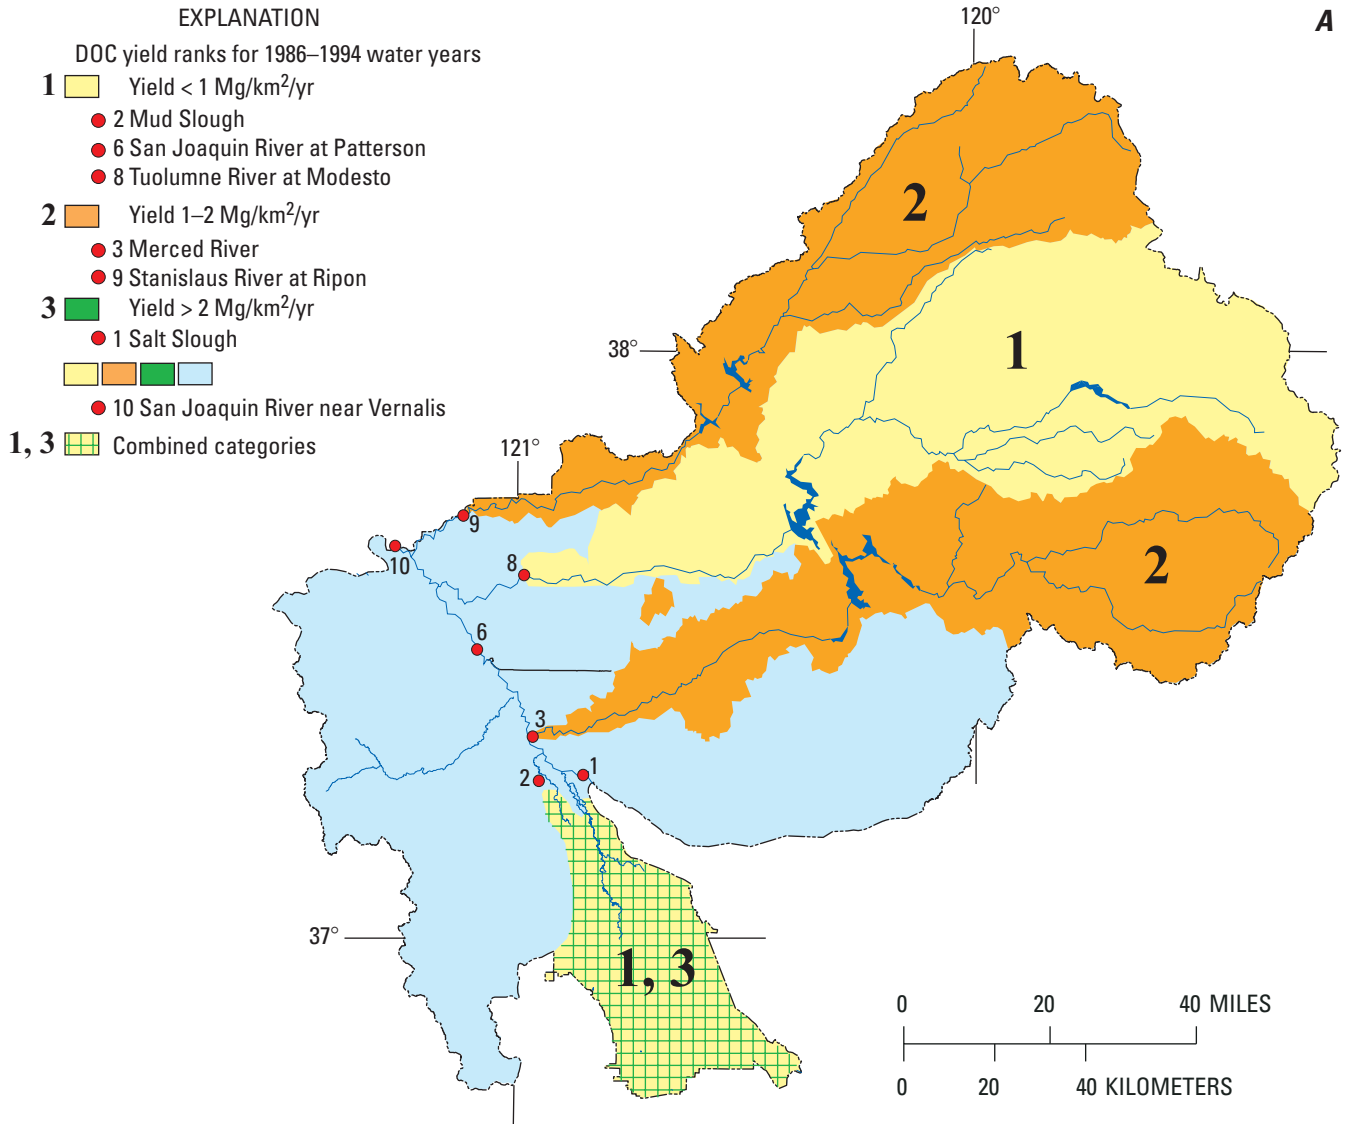 EXPLANATION
DOC yield ranks for 1986–1994 water years
1 Yield < 1 Mg/km²/yr
2 Mud Slough
6 San Joaquin River at Patterson
8 Tuolumne River at Modesto
2 Yield 1–2 Mg/km²/yr
3 Merced River
9 Stanislaus River at Ripon
3 Yield > 2 Mg/km²/yr
1 Salt Slough
10 San Joaquin River near Vernalis
1, 3 Combined categories
120°
A
2
38°
1
121°
9
10
8
2
6
3
2
1
37°
1, 3
0 20 40 MILES
0 20 40 KILOMETERS